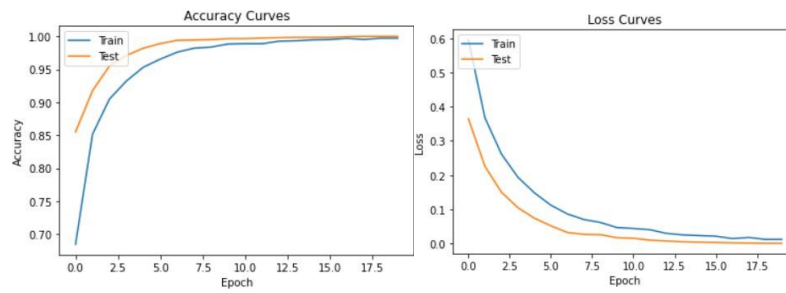 Accuracy Curves
1.00
0.95
0.90
0.85
0.80
0.75
0.70
Accuracy
Train
Test
0.0 2.5 5.0 7.5 10.0 12.5 15.0 17.5
Epoch
Loss Curves
0.6
0.5
0.4
0.3
0.2
0.1
0.0
Loss
Train
Test
0.0 2.5 5.0 7.5 10.0 12.5 15.0 17.5
Epoch